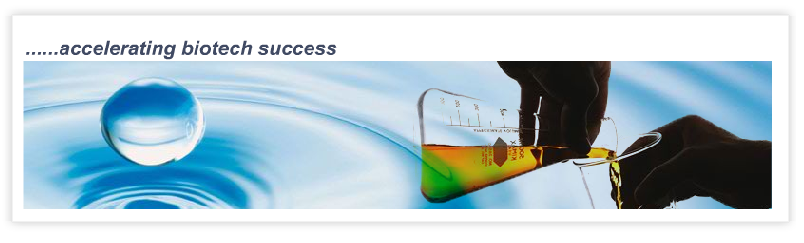 ......accelerating biotech success